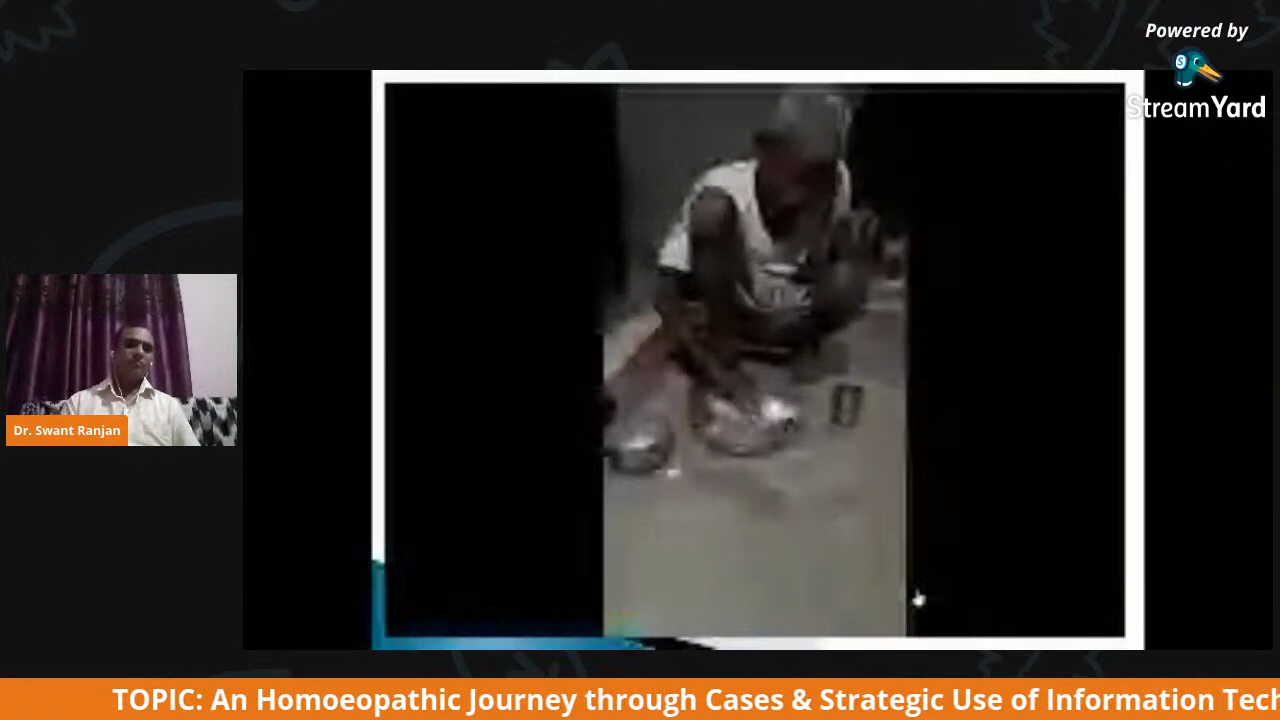 Powered by
StreamYard
Dr. Swant Ranjan
TOPIC: An Homoeopathic Journey through Cases & Strategic Use of Information Tech